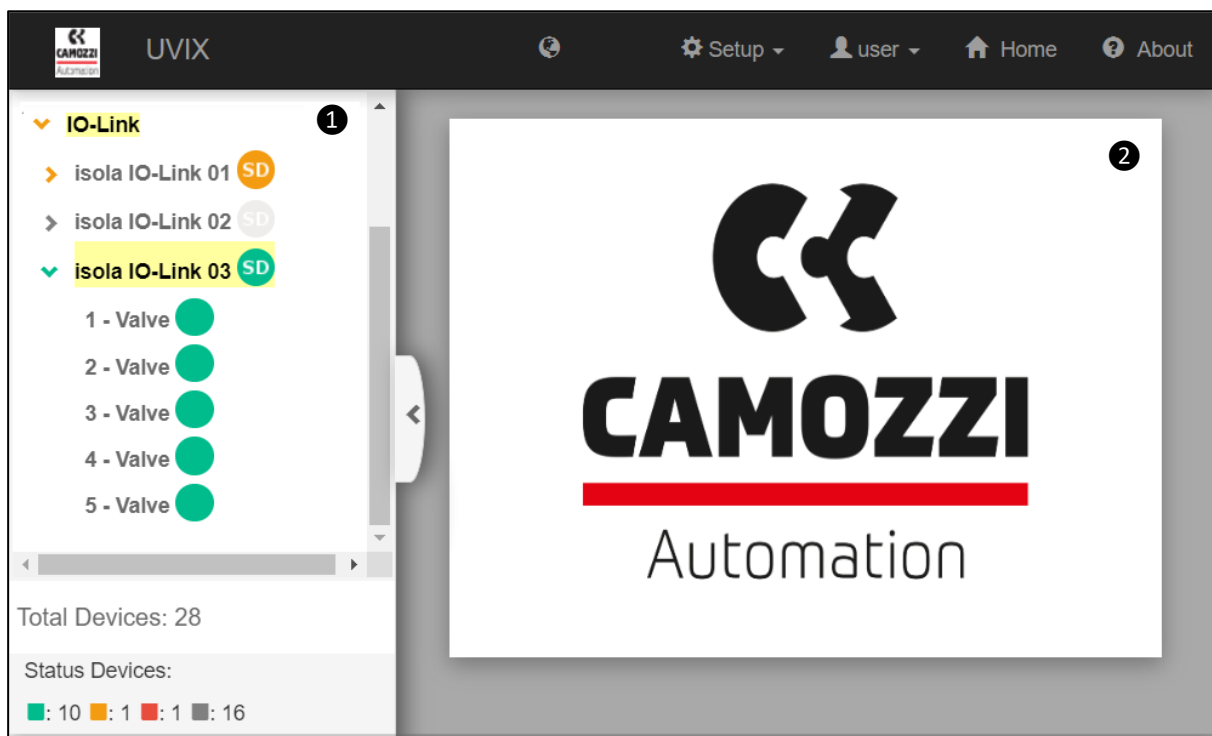 CAMOZZI
Automation
UVIX
Setup
user
Home
About
IO-Link
1
isola IO-Link 01 SD
isola IO-Link 02 SD
isola IO-Link 03 SD
1 - Valve
2 - Valve
3 - Valve
4 - Valve
5 - Valve
Total Devices: 28
Status Devices:
: 10 : 1 : 1 : 16
2
CAMOZZI
Automation